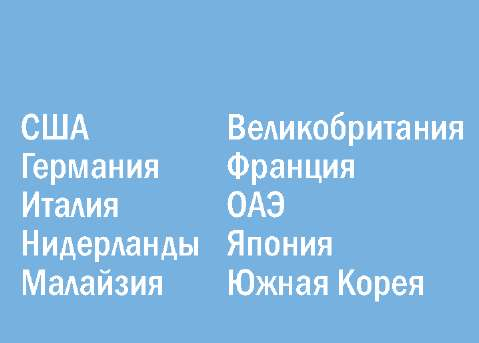 США
Германия
Италия
Нидерланды
Малайзия
Великобритания
Франция
ОАЭ
Япония
Южная Корея